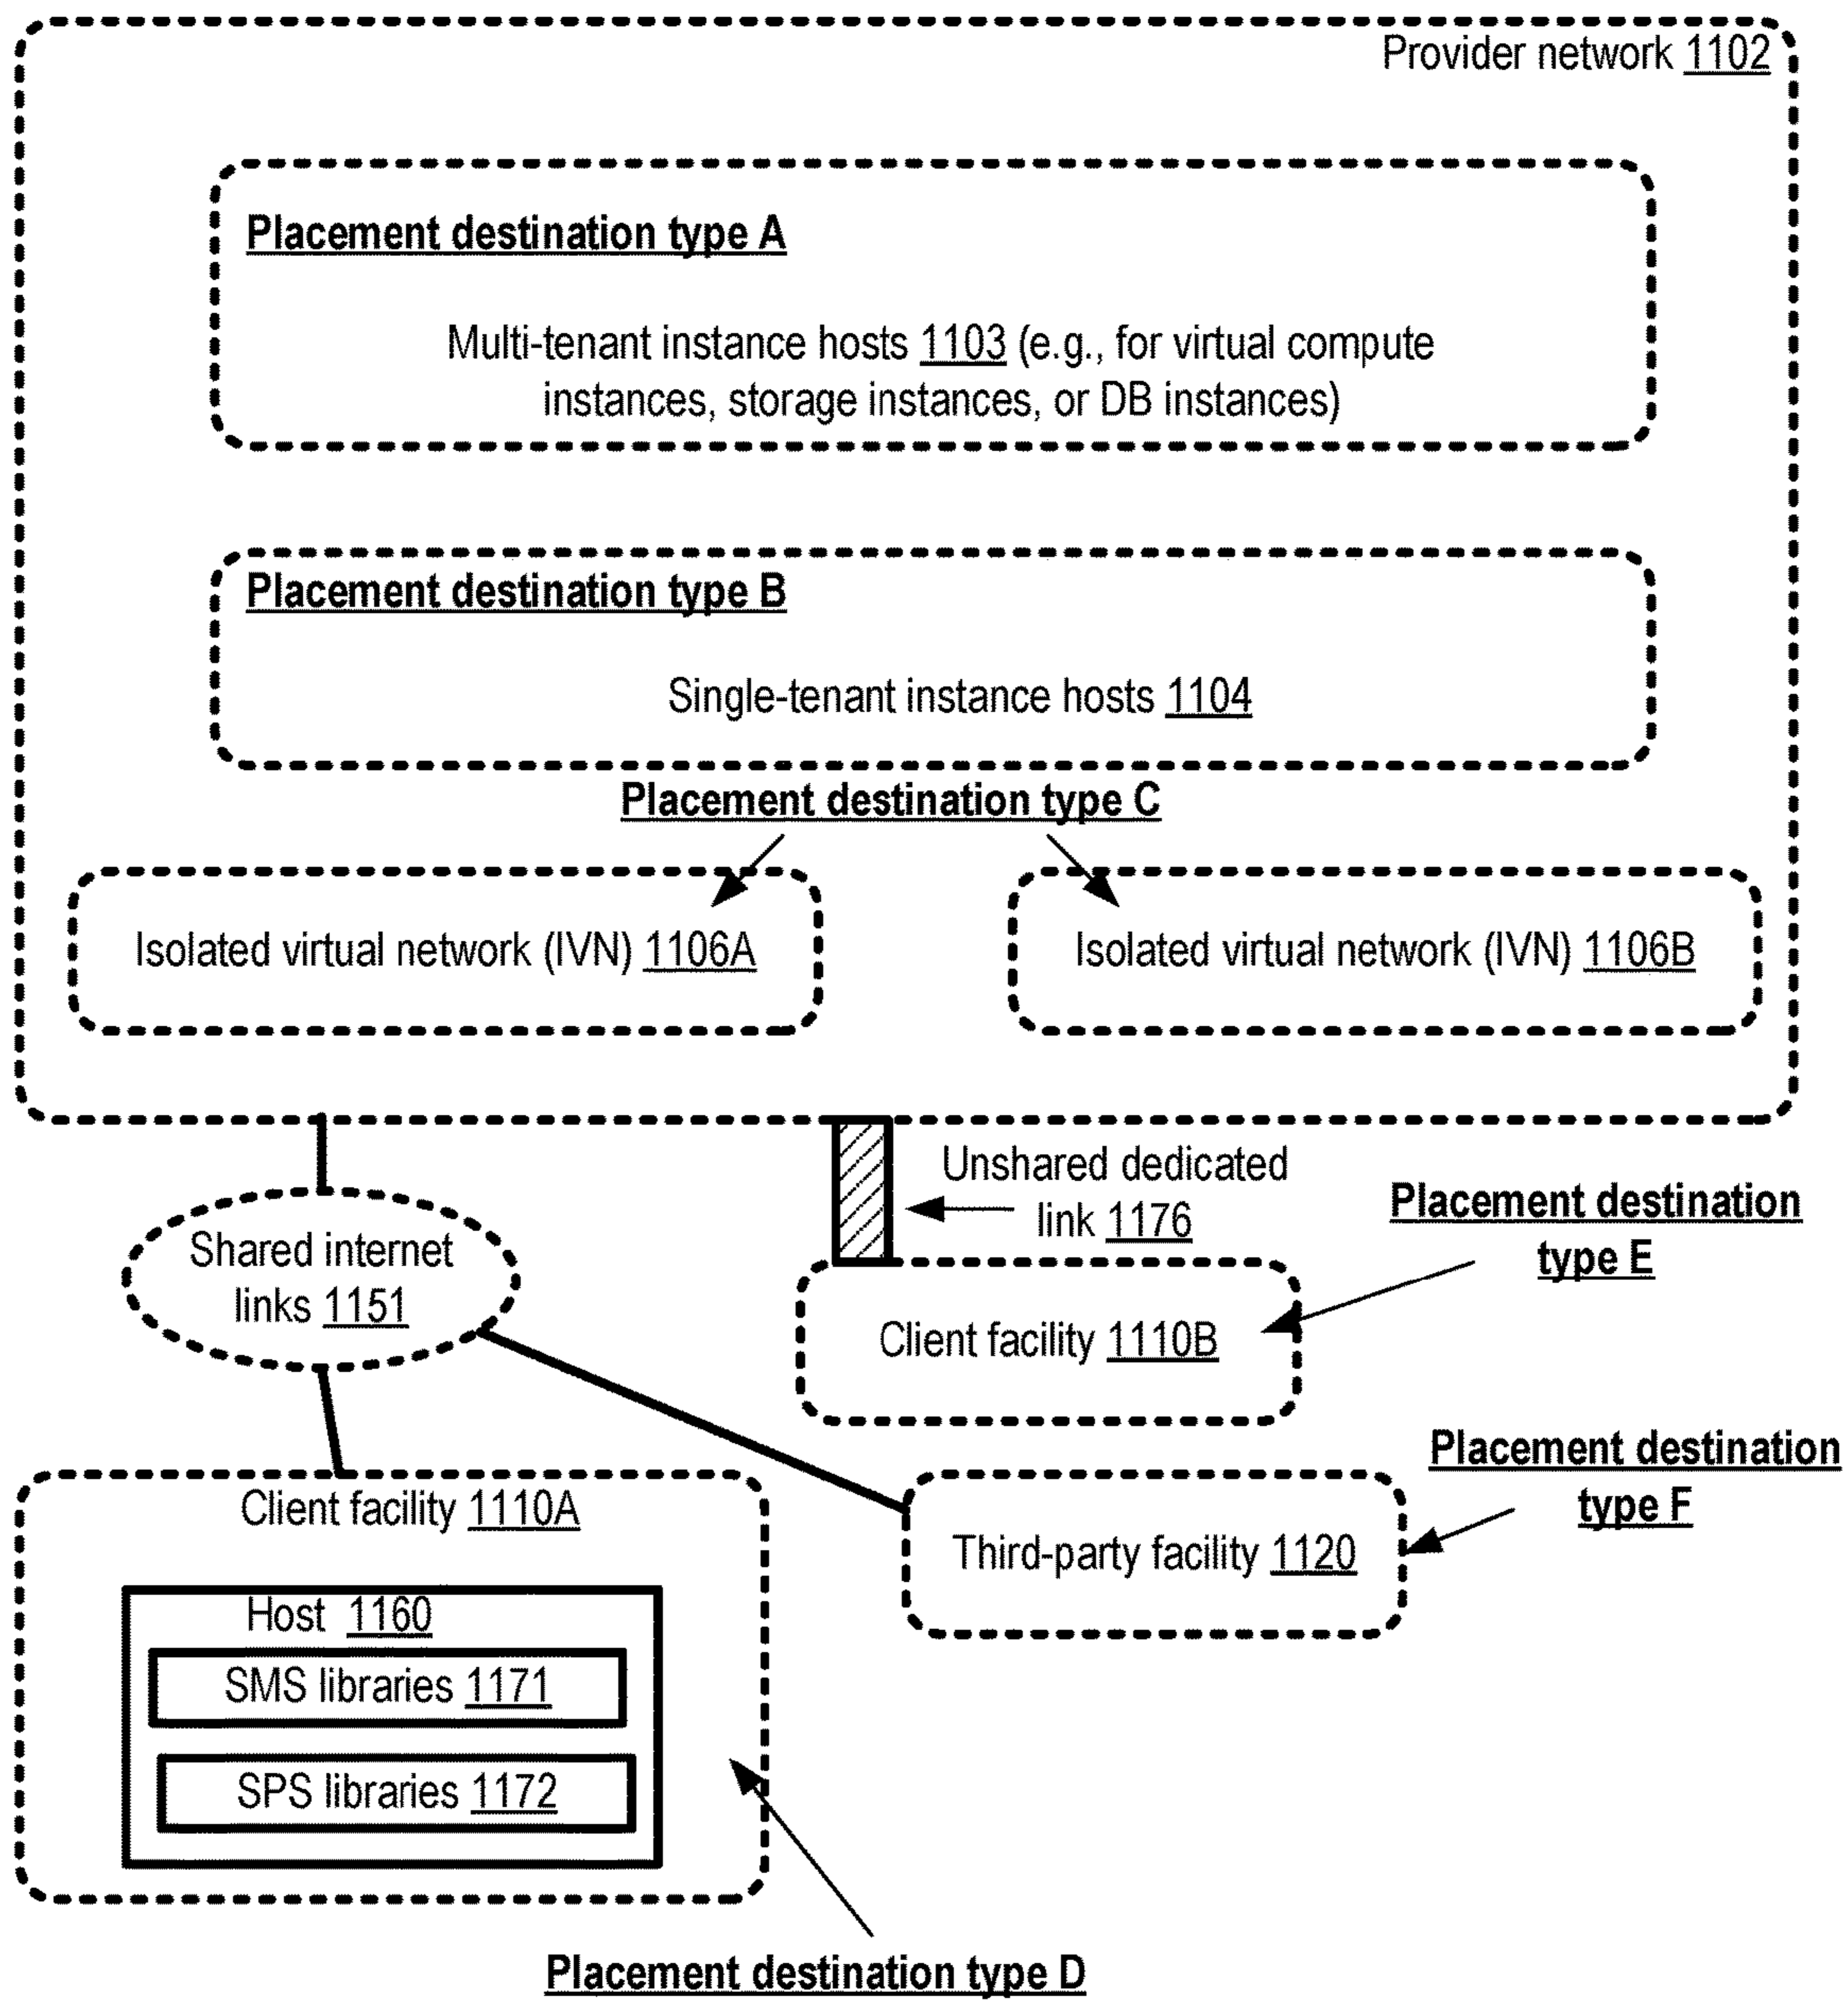 Provider network 1102
Placement destination type A
Multi-tenant instance hosts 1103 (e.g., for virtual compute
instances, storage instances, or DB instances)
Placement destination type B
Single-tenant instance hosts 1104
Placement destination type C
Isolated virtual network (IVN) 1106A
Isolated virtual network (IVN) 1106B
Unshared dedicated
link 1176
Placement destination
type E
Shared internet
links 1151
Client facility 1110B
Placement destination
type F
Client facility 1110A
Third-party facility 1120
Host 1160
SMS libraries 1171
SPS libraries 1172
Placement destination type D